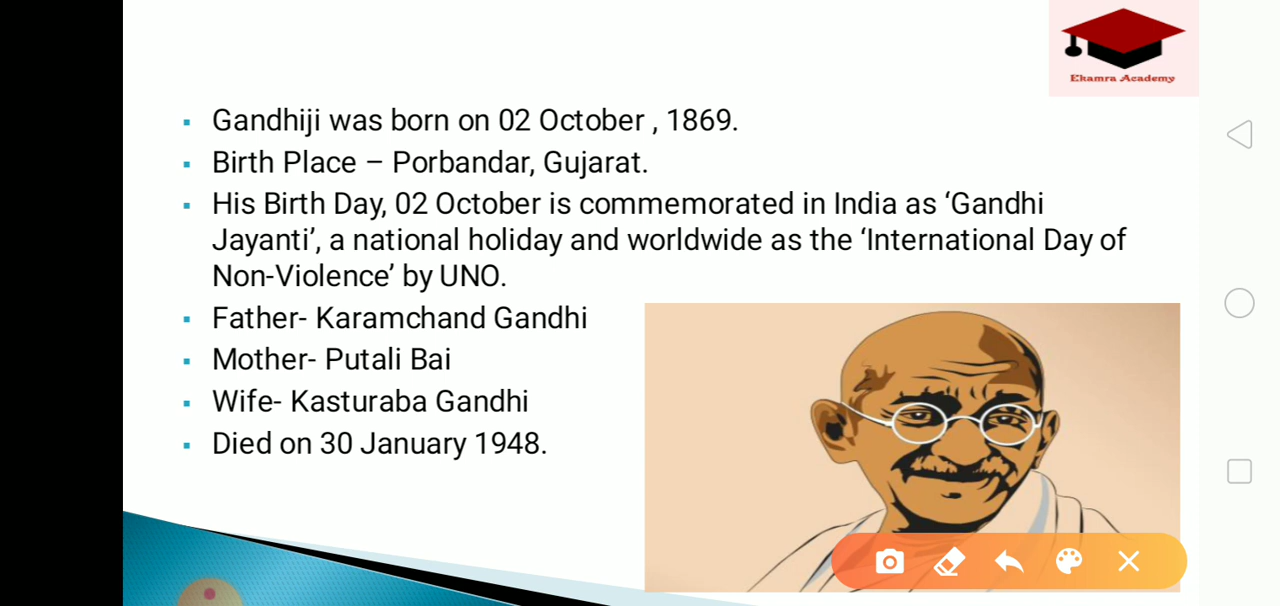 Ekamra Academy
Gandhiji was born on 02 October , 1869.
Birth Place – Porbandar, Gujarat.
His Birth Day, 02 October is commemorated in India as ‘Gandhi
Jayanti’, a national holiday and worldwide as the ‘International Day of
Non-Violence’ by UNO.
Father- Karamchand Gandhi
Mother- Putali Bai
Wife- Kasturaba Gandhi
Died on 30 January 1948.